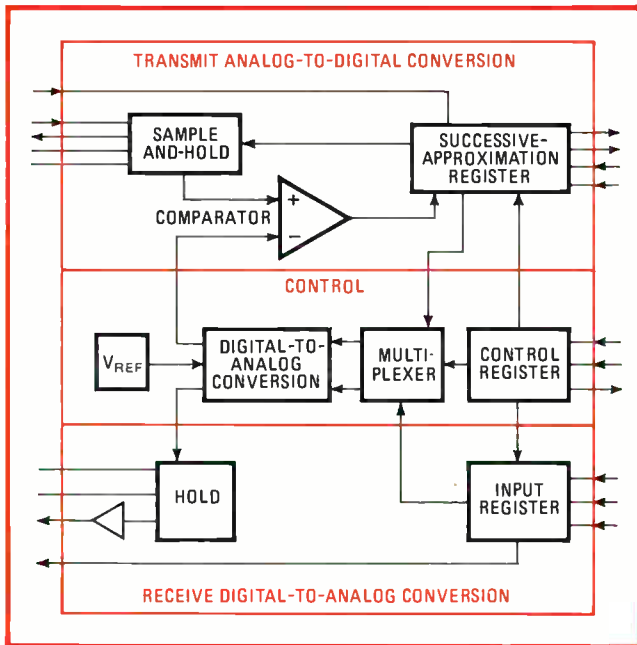 TRANSMIT ANALOG-TO-DIGITAL CONVERSION
SAMPLE
AND-HOLD
SUCCESSIVE-
APPROXIMATION
REGISTER
COMPARATOR
+
−
CONTROL
VREF
DIGITAL-TO-
ANALOG
CONVERSION
MULTI-
PLEXER
CONTROL
REGISTER
HOLD
INPUT
REGISTER
RECEIVE DIGITAL-TO-ANALOG CONVERSION